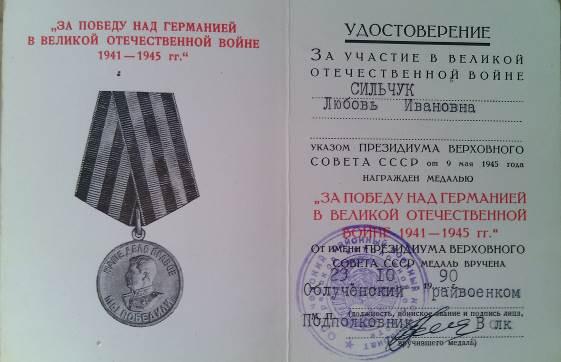 „ЗА ПОБЕДУ НАД ГЕРМАНИЕЙ
В ВЕЛИКОЙ ОТЕЧЕСТВЕННОЙ ВОЙНЕ
1941—1945 гг.“
НАШЕ ДЕЛО ПРАВОЕ
МЫ ПОБЕДИЛИ
УДОСТОВЕРЕНИЕ
ЗА УЧАСТИЕ В ВЕЛИКОЙ
ОТЕЧЕСТВЕННОЙ ВОЙНЕ
СИЛЬЧУК
Любовь Ивановна
УКАЗОМ ПРЕЗИДИУМА ВЕРХОВНОГО
СОВЕТА СССР от 9 мая 1945 года
НАГРАЖДЕН МЕДАЛЬЮ
„ЗА ПОБЕДУ НАД ГЕРМАНИЕЙ
В ВЕЛИКОЙ ОТЕЧЕСТВЕННОЙ
ВОЙНЕ 1941—1945 гг.“
ОТ ИМЕНИ ПРЕЗИДИУМА ВЕРХОВНОГО
СОВЕТА СССР МЕДАЛЬ ВРУЧЕНА
23 10 90
Облученский райвоенком
(должность, воинское звание и подпись лица,
Подполковник Волк
вручившего медаль)